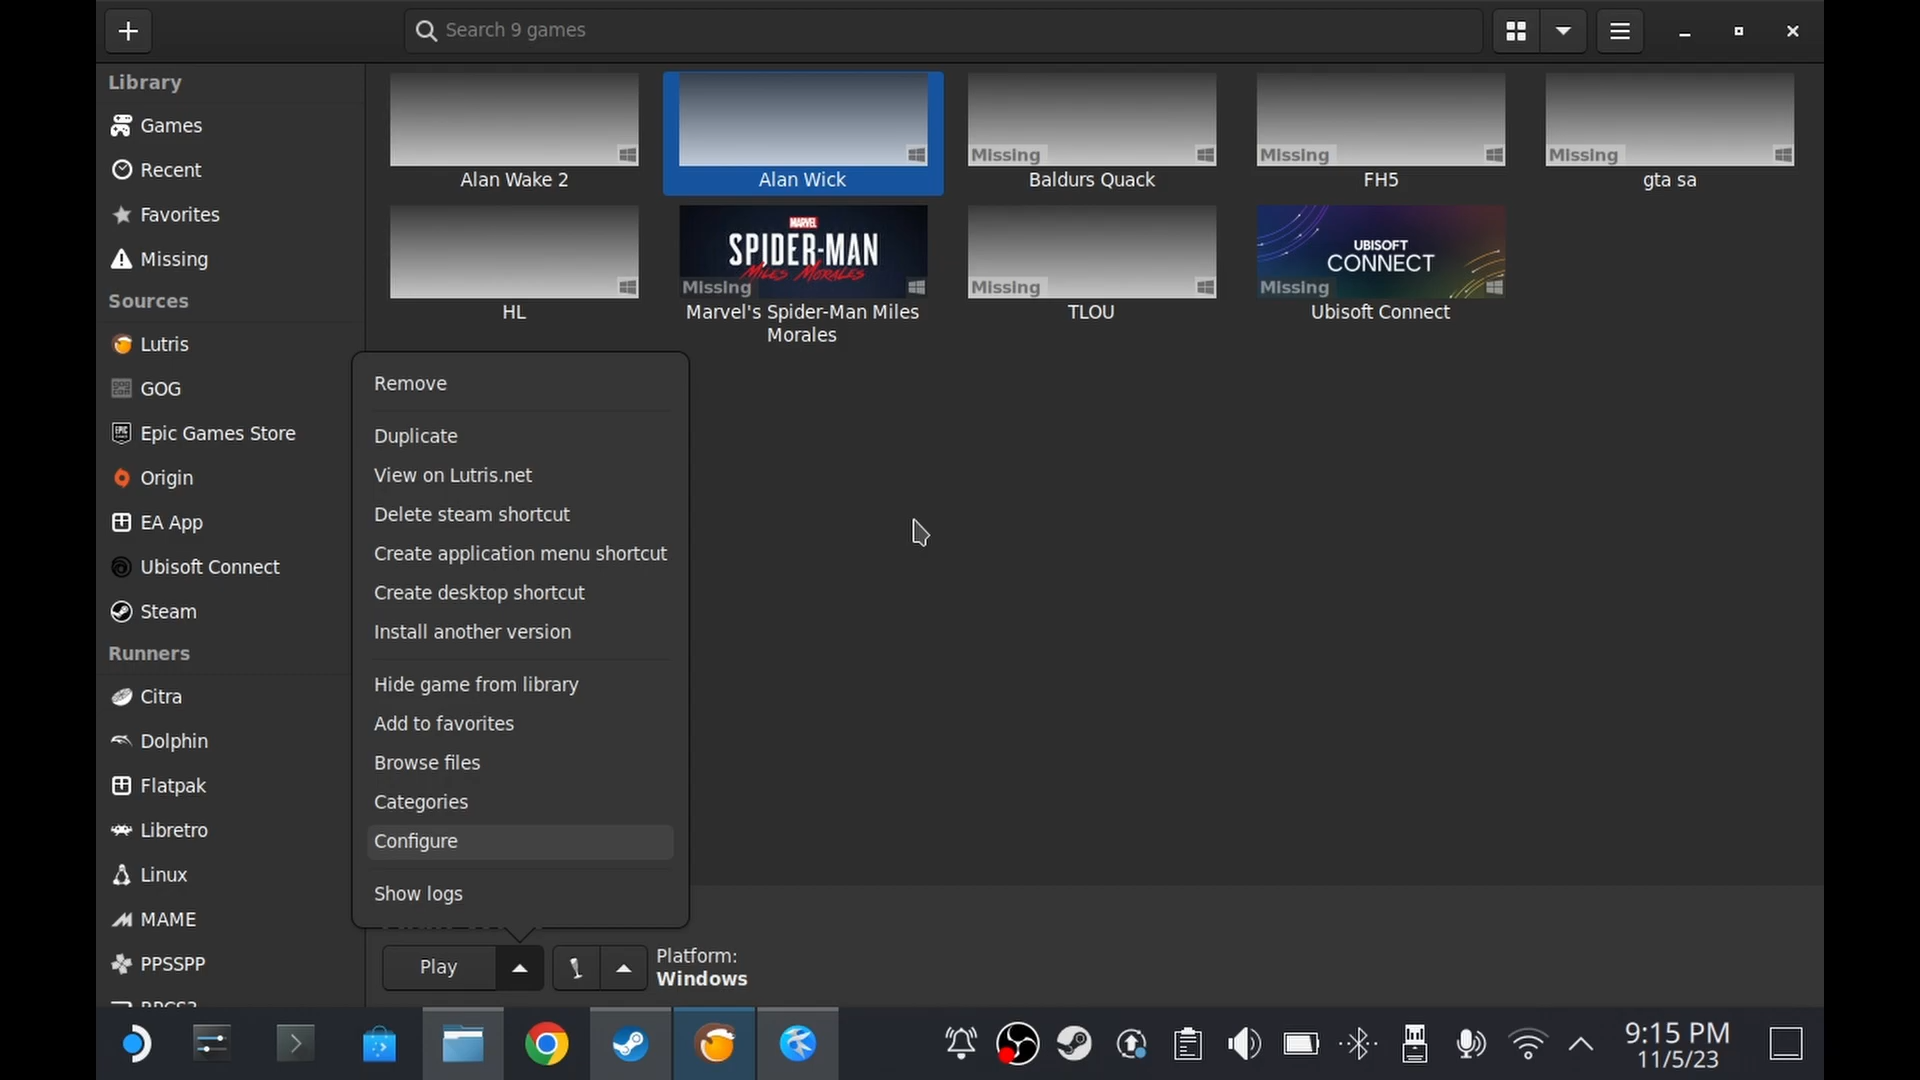 Search 9 games
Library
Games
Recent
Favorites
Missing
Sources
Lutris
GOG
Epic Games Store
Origin
EA App
Ubisoft Connect
Steam
Runners
Citra
Dolphin
Flatpak
Libretro
Linux
MAME
PPSSPP
Alan Wake 2
Alan Wick
Missing
Baldurs Quack
Missing
FH5
Missing
gta sa
HL
MARVEL
SPIDER-MAN
MILES MORALES
Missing
Marvel's Spider-Man Miles
Morales
Missing
TLOU
UBISOFT
CONNECT
Missing
Ubisoft Connect
Remove
Duplicate
View on Lutris.net
Delete steam shortcut
Create application menu shortcut
Create desktop shortcut
Install another version
Hide game from library
Add to favorites
Browse files
Categories
Configure
Show logs
Play
Platform:
Windows
9:15 PM
11/5/23